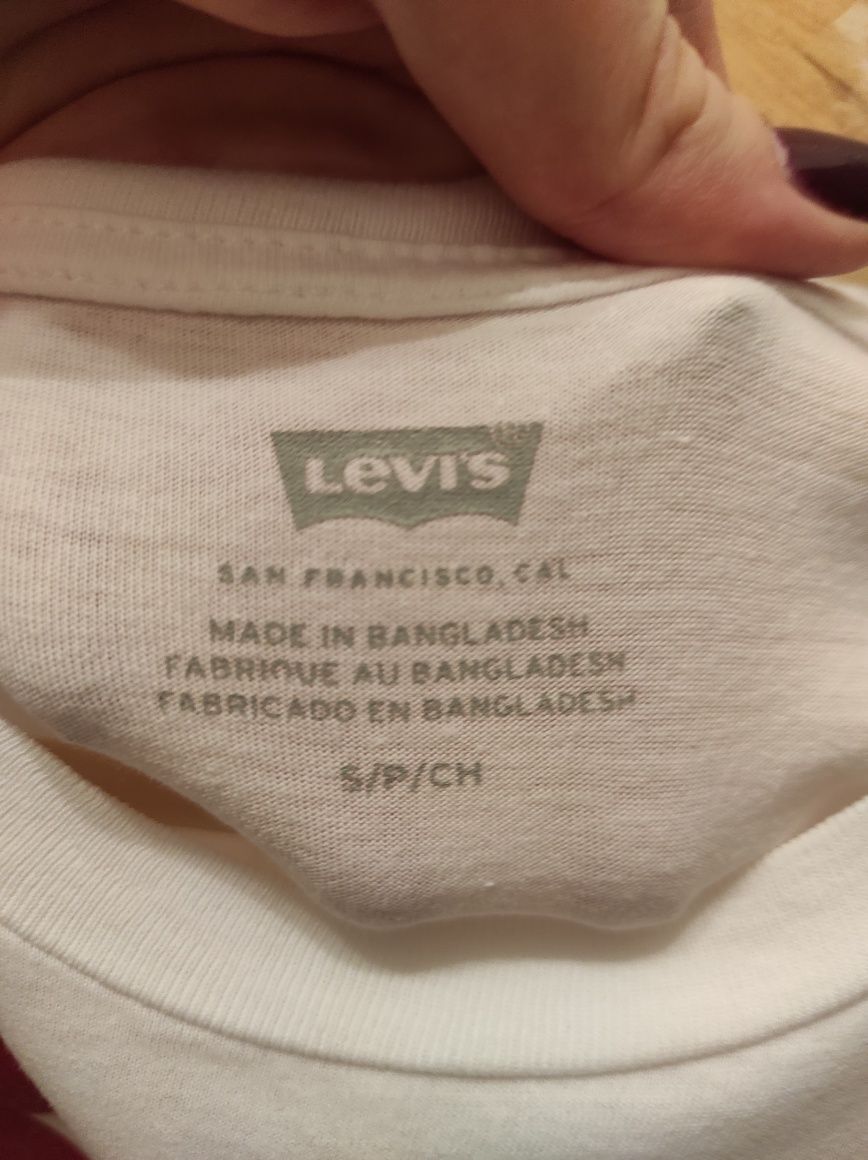 Levi's
SAN FRANCISCO, CAL
MADE IN BANGLADESH
FABRIQUE AU BANGLADESH
FABRICADO EN BANGLADESH
S/P/CH